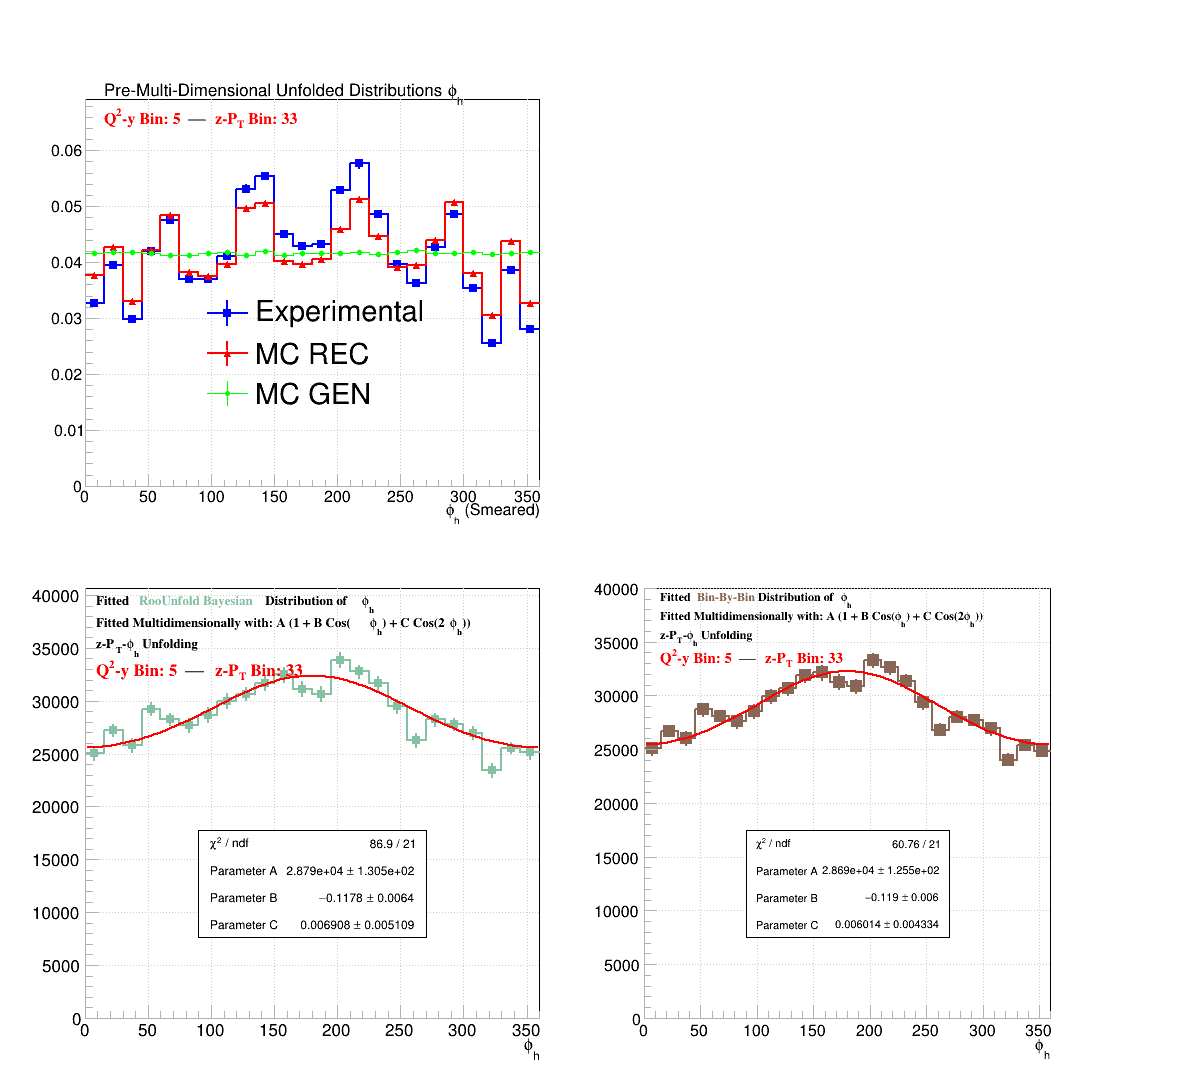 Pre-Multi-Dimensional Unfolded Distributions ϕh
Q2-y Bin: 5 — z-PT Bin: 33
0.06
0.05
0.04
0.03
0.02
0.01
0
Experimental
MC REC
MC GEN
0 50 100 150 200 250 300 350
ϕh (Smeared)
Fitted RooUnfold Bayesian Distribution of ϕh
Fitted Multidimensionally with: A (1 + B Cos( ϕh) + C Cos(2 ϕh))
z-PT-ϕh Unfolding
Q2-y Bin: 5 — z-PT Bin: 33
40000
35000
30000
25000
20000
15000
10000
5000
0
χ2 / ndf 86.9 / 21
Parameter A 2.879e+04 ± 1.305e+02
Parameter B −0.1178 ± 0.0064
Parameter C 0.006908 ± 0.005109
0 50 100 150 200 250 300 350
ϕh
Fitted Bin-By-Bin Distribution of ϕh
Fitted Multidimensionally with: A (1 + B Cos(ϕh) + C Cos(2ϕh))
z-PT-ϕh Unfolding
Q2-y Bin: 5 — z-PT Bin: 33
40000
35000
30000
25000
20000
15000
10000
5000
0
χ2 / ndf 60.76 / 21
Parameter A 2.869e+04 ± 1.255e+02
Parameter B −0.119 ± 0.006
Parameter C 0.006014 ± 0.004334
0 50 100 150 200 250 300 350
ϕh